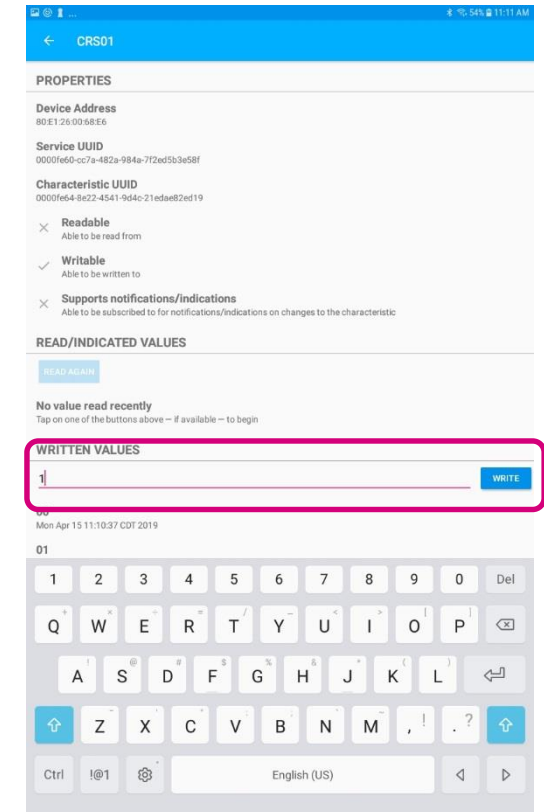 ... 54% 11:11 AM
← CRS01
PROPERTIES
Device Address
80:E1:26:00:68:E6
Service UUID
0000fe60-cc7a-482a-984a-7f2ed5b3e58f
Characteristic UUID
0000fe64-8e22-4541-9d4c-21edae82ed19
Readable
Able to be read from
Writable
Able to be written to
Supports notifications/indications
Able to be subscribed to for notifications/indications on changes to the characteristic
READ/INDICATED VALUES
READ AGAIN
No value read recently
Tap on one of the buttons above — if available — to begin
WRITTEN VALUES
1 WRITE
00
Mon Apr 15 11:10:37 CDT 2019
01
1 2 3 4 5 6 7 8 9 0 Del
Q W E R T Y U I O P
A S D F G H J K L
Z X C V B N M , ! . ?
Ctrl !@1 English (US)